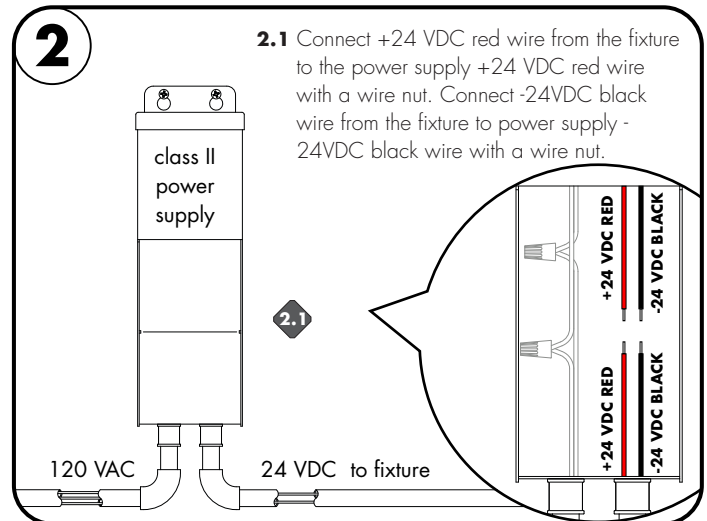 2
2.1 Connect +24 VDC red wire from the fixture
to the power supply +24 VDC red wire
with a wire nut. Connect -24VDC black
wire from the fixture to power supply -
24VDC black wire with a wire nut.
class II
power
supply
2.1
120 VAC
24 VDC to fixture
+24 VDC RED
-24 VDC BLACK
+24 VDC RED
-24 VDC BLACK